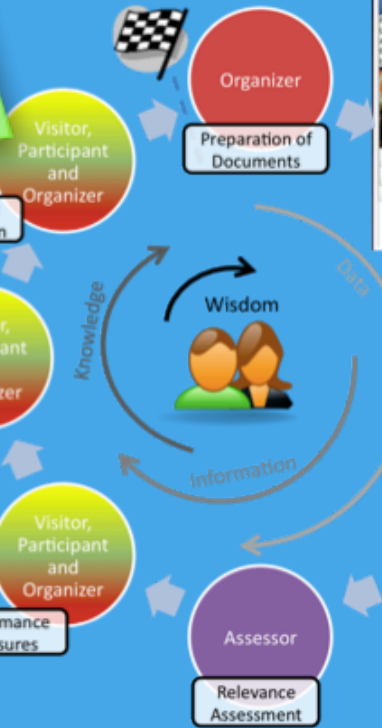 Organizer
Preparation of
Documents
Visitor,
Participant
and
Organizer
Data
Wisdom
Knowledge
Information
Visitor,
Participant
and
Organizer
Assessor
Relevance
Assessment